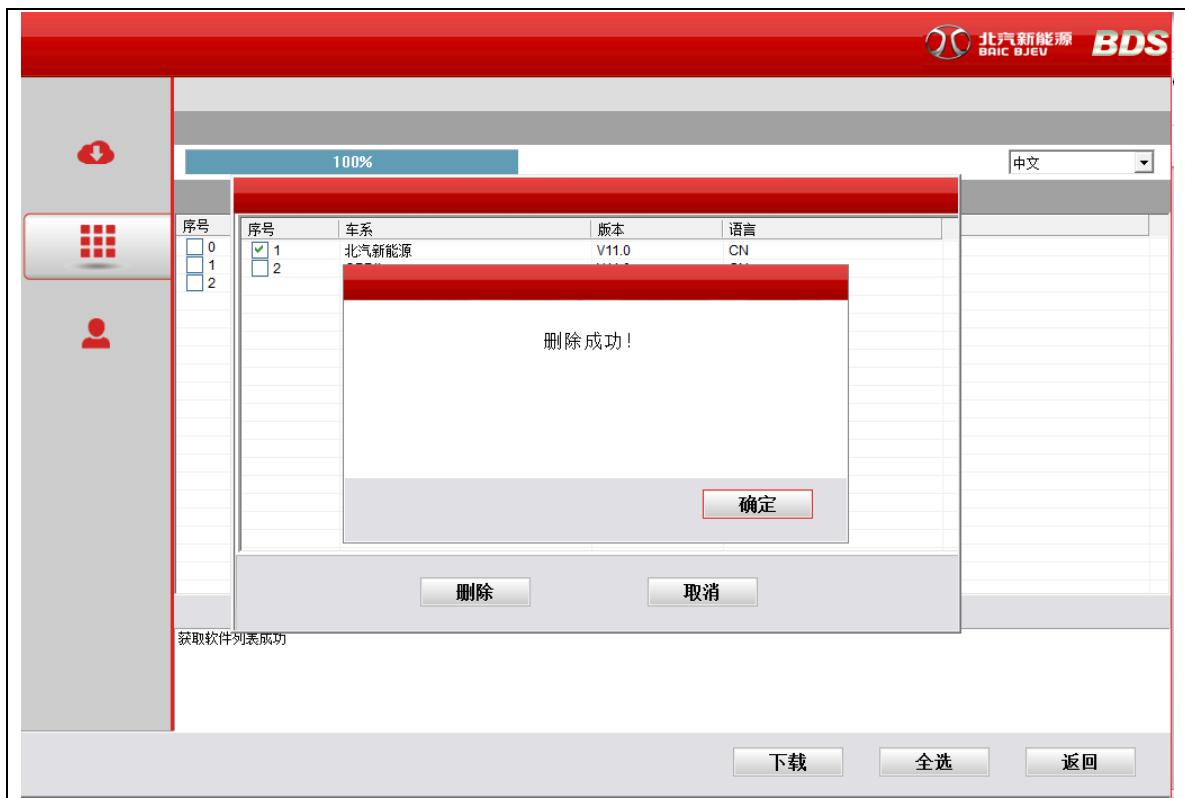 北汽新能源
BAIC BJEV
BDS
100%
中文
序号
0
1
2
序号 车系 版本 语言
1 北汽新能源 V11.0 CN
2
删除成功!
确定
删除 取消
获取软件列表成功
下载 全选 返回